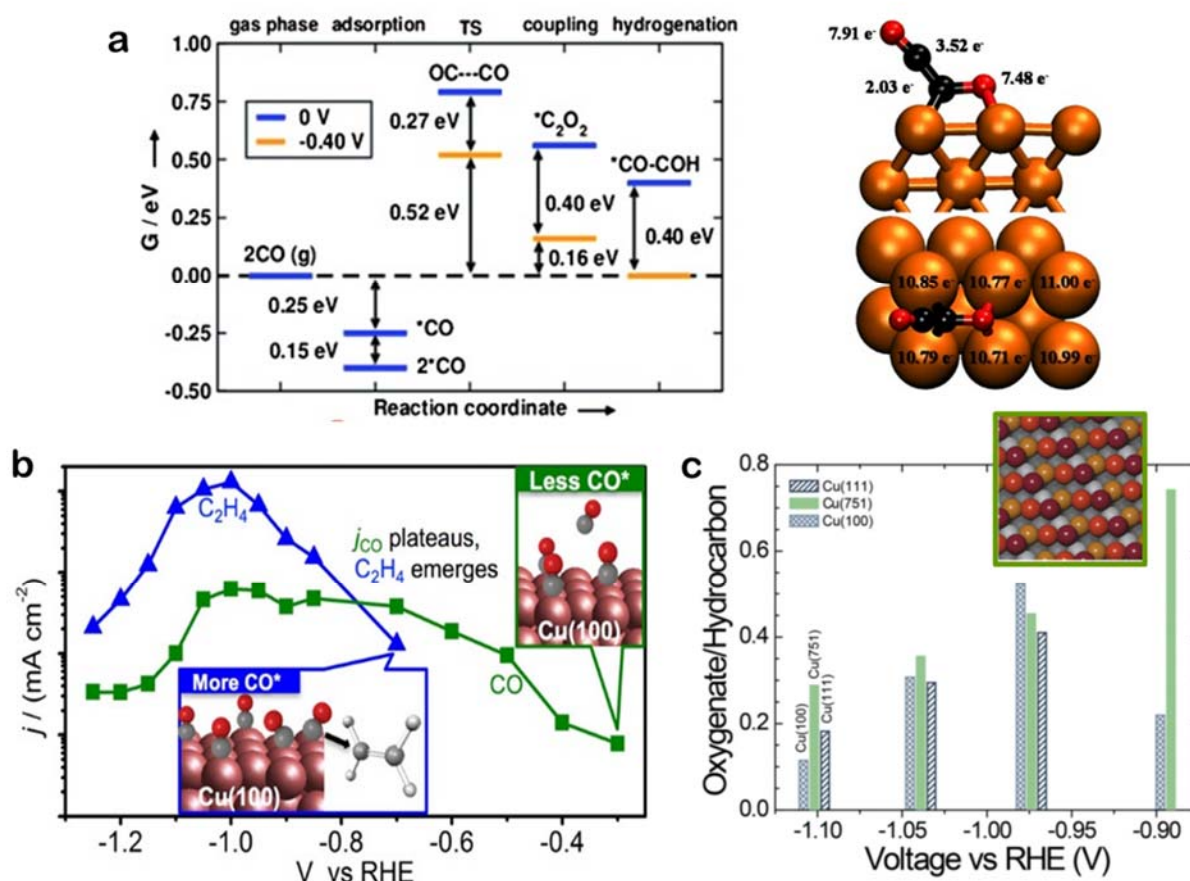 a
gas phase adsorption TS coupling hydrogenation
1.00
0.75
0.50
0.25
0.00
-0.25
-0.50
G / eV
0 V
-0.40 V
OC---CO
0.27 eV
*C₂O₂
*CO-COH
0.52 eV
0.40 eV
0.40 eV
2CO (g)
0.16 eV
0.25 eV
*CO
0.15 eV
2*CO
Reaction coordinate
7.91 e⁻
3.52 e⁻
2.03 e⁻
7.48 e⁻
10.85 e⁻ 10.77 e⁻ 11.00 e⁻
10.79 e⁻ 10.71 e⁻ 10.99 e⁻
b
C₂H₄
jCO plateaus,
C₂H₄ emerges
Less CO*
Cu(100)
CO
More CO*
Cu(100)
j / (mA cm⁻²)
-1.2 -1.0 -0.8 -0.6 -0.4
V vs RHE
c
0.8
0.6
0.4
0.2
0.0
Oxygenate/Hydrocarbon
Cu(111)
Cu(751)
Cu(100)
Cu(100)
Cu(751)
Cu(111)
-1.10 -1.05 -1.00 -0.95 -0.90
Voltage vs RHE (V)